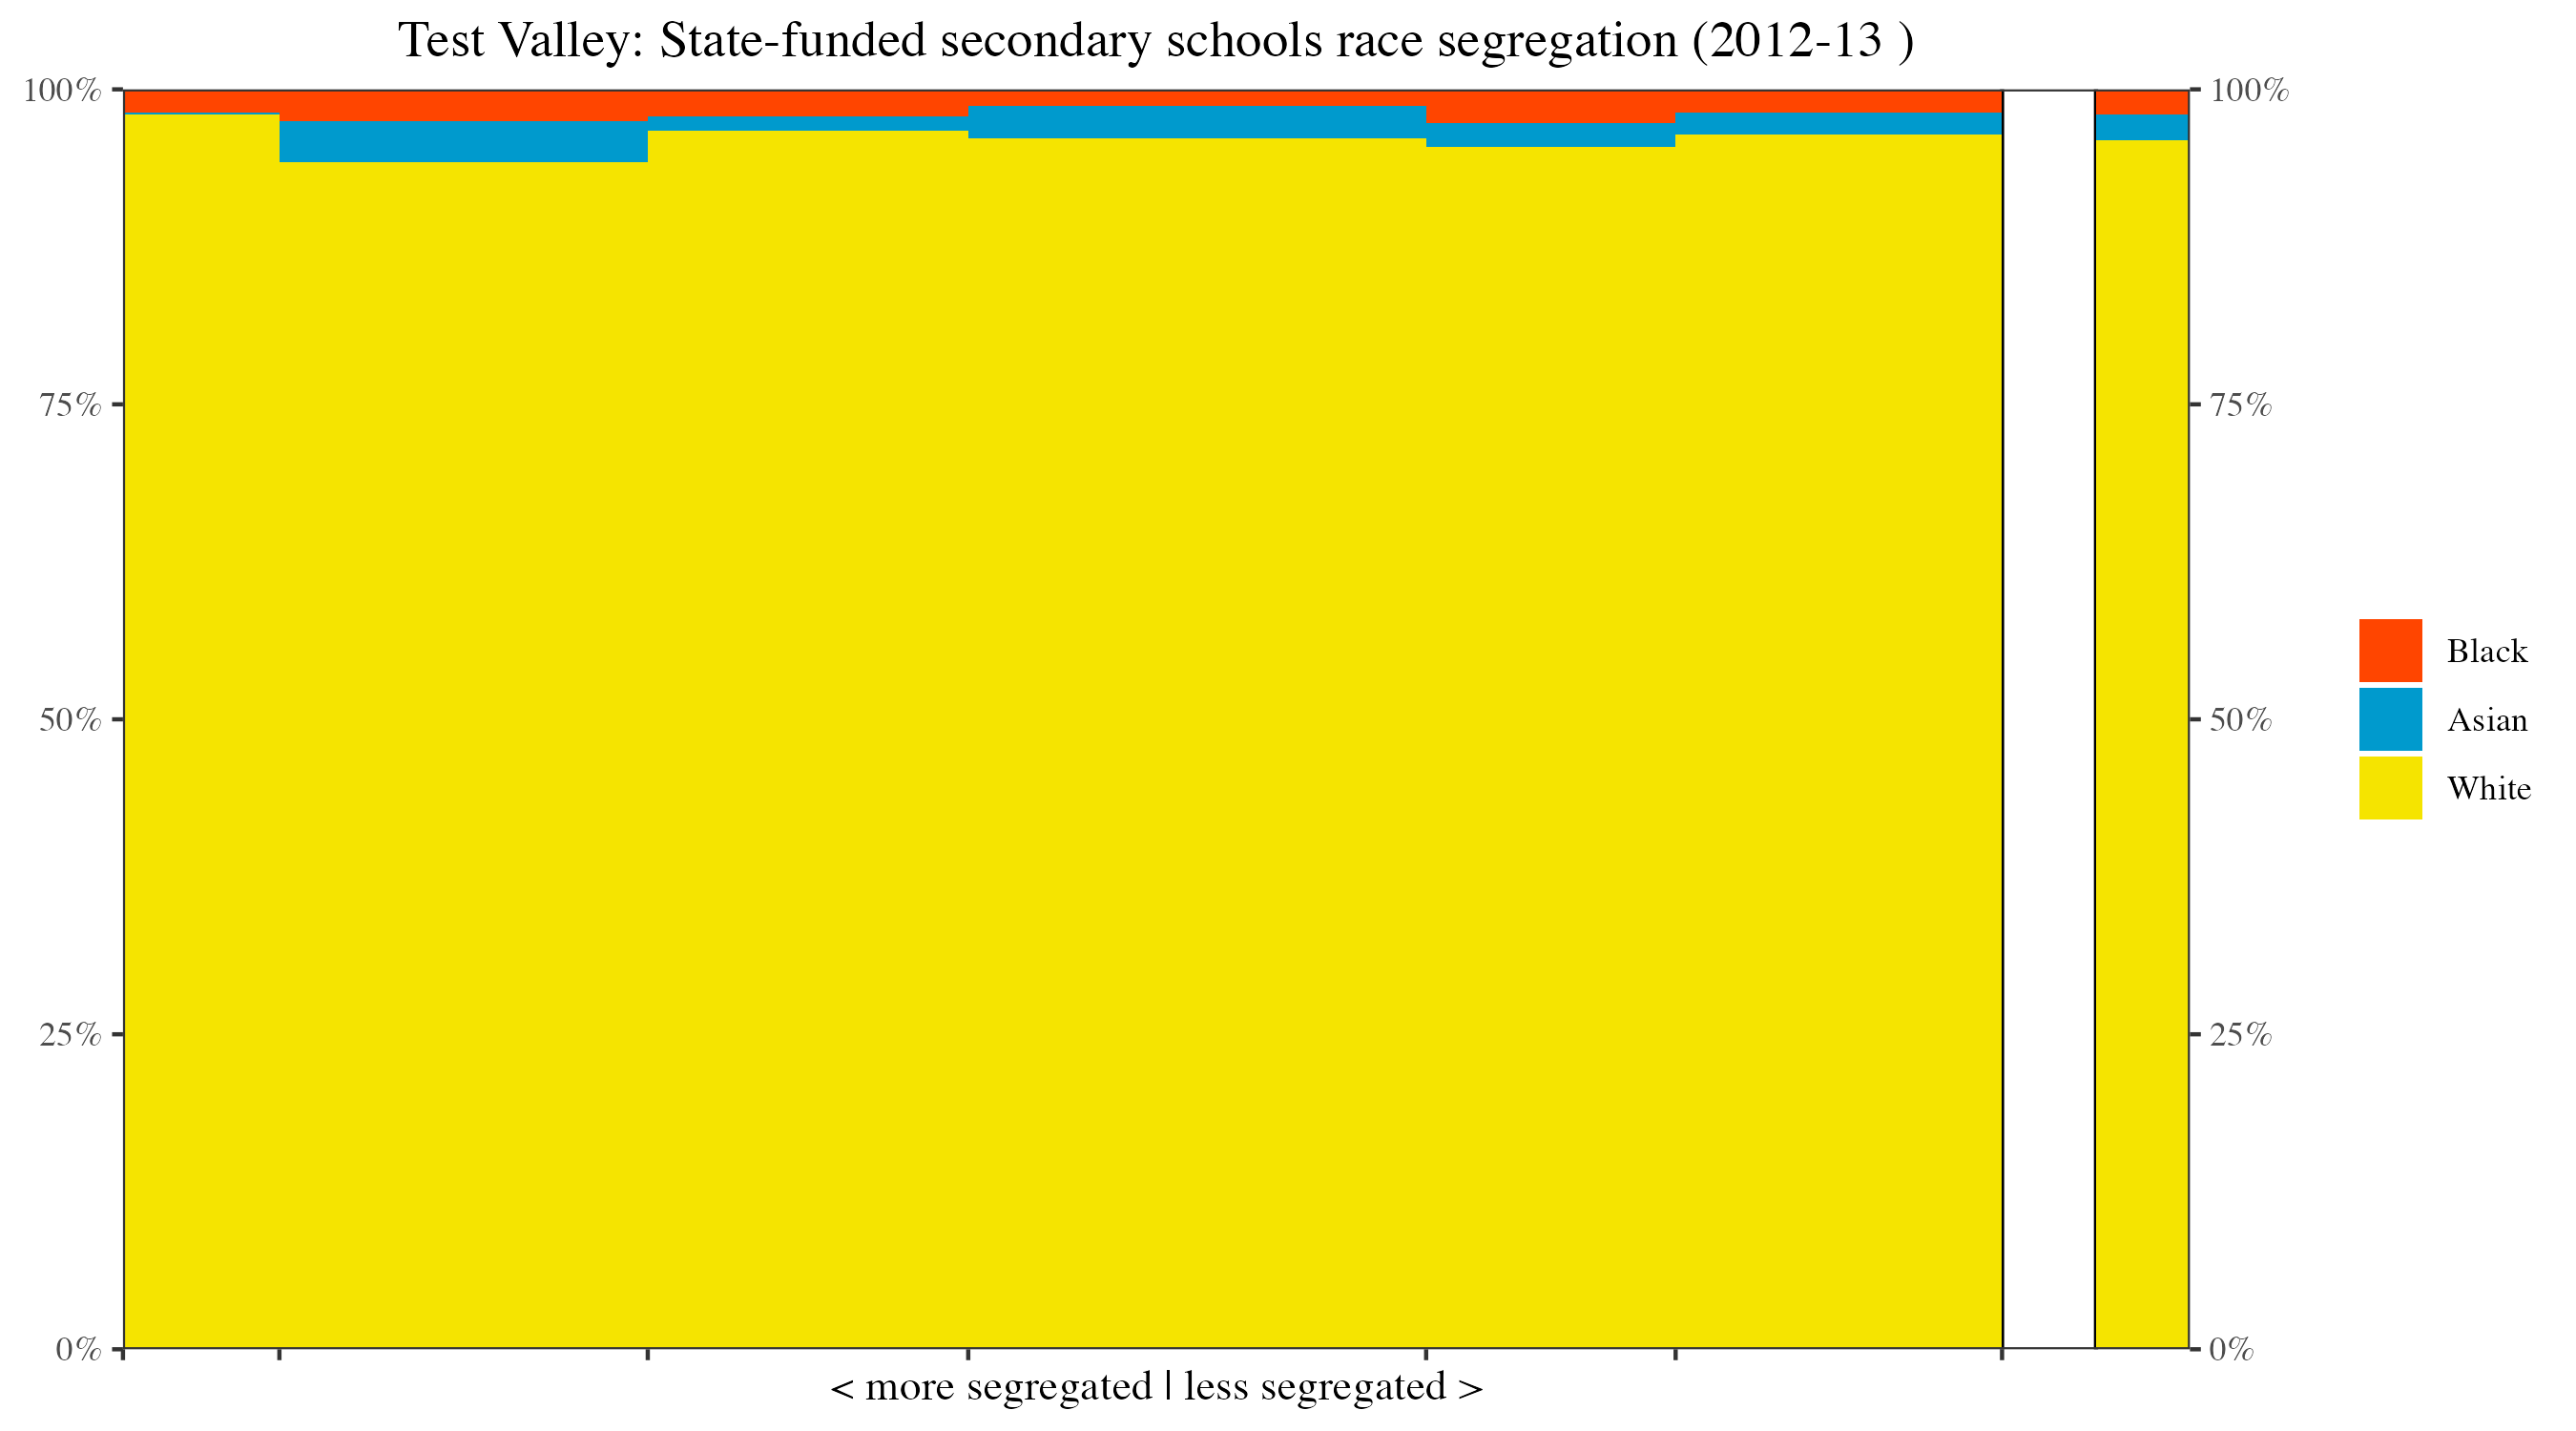 Test Valley: State-funded secondary schools race segregation (2012-13 )
100%
75%
50%
25%
0%
100%
75%
50%
25%
0%
Black
Asian
White
< more segregated | less segregated >